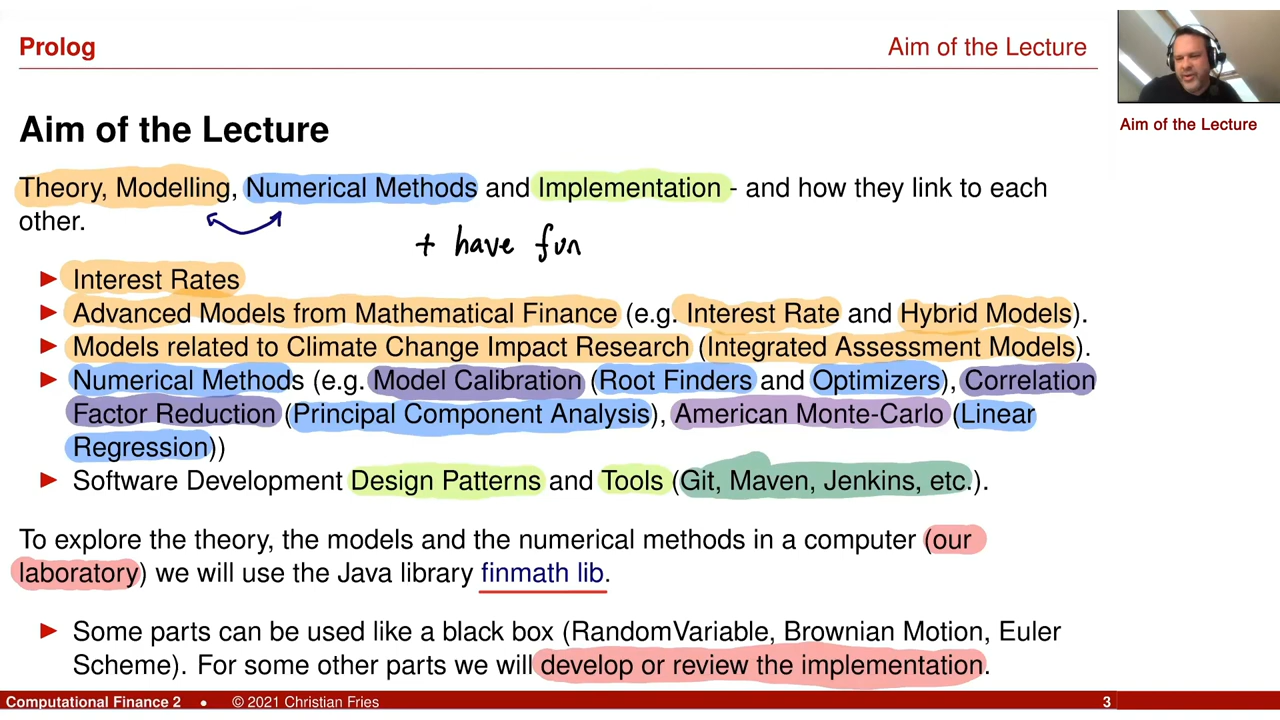 Prolog
Aim of the Lecture
Aim of the Lecture
Aim of the Lecture
Theory, Modelling, Numerical Methods and Implementation - and how they link to each
other.
+ have fun
► Interest Rates
► Advanced Models from Mathematical Finance (e.g. Interest Rate and Hybrid Models).
► Models related to Climate Change Impact Research (Integrated Assessment Models).
► Numerical Methods (e.g. Model Calibration (Root Finders and Optimizers), Correlation
Factor Reduction (Principal Component Analysis), American Monte-Carlo (Linear
Regression))
► Software Development Design Patterns and Tools (Git, Maven, Jenkins, etc.).
To explore the theory, the models and the numerical methods in a computer (our
laboratory) we will use the Java library finmath lib.
► Some parts can be used like a black box (RandomVariable, Brownian Motion, Euler
Scheme). For some other parts we will develop or review the implementation.
Computational Finance 2 • © 2021 Christian Fries
3